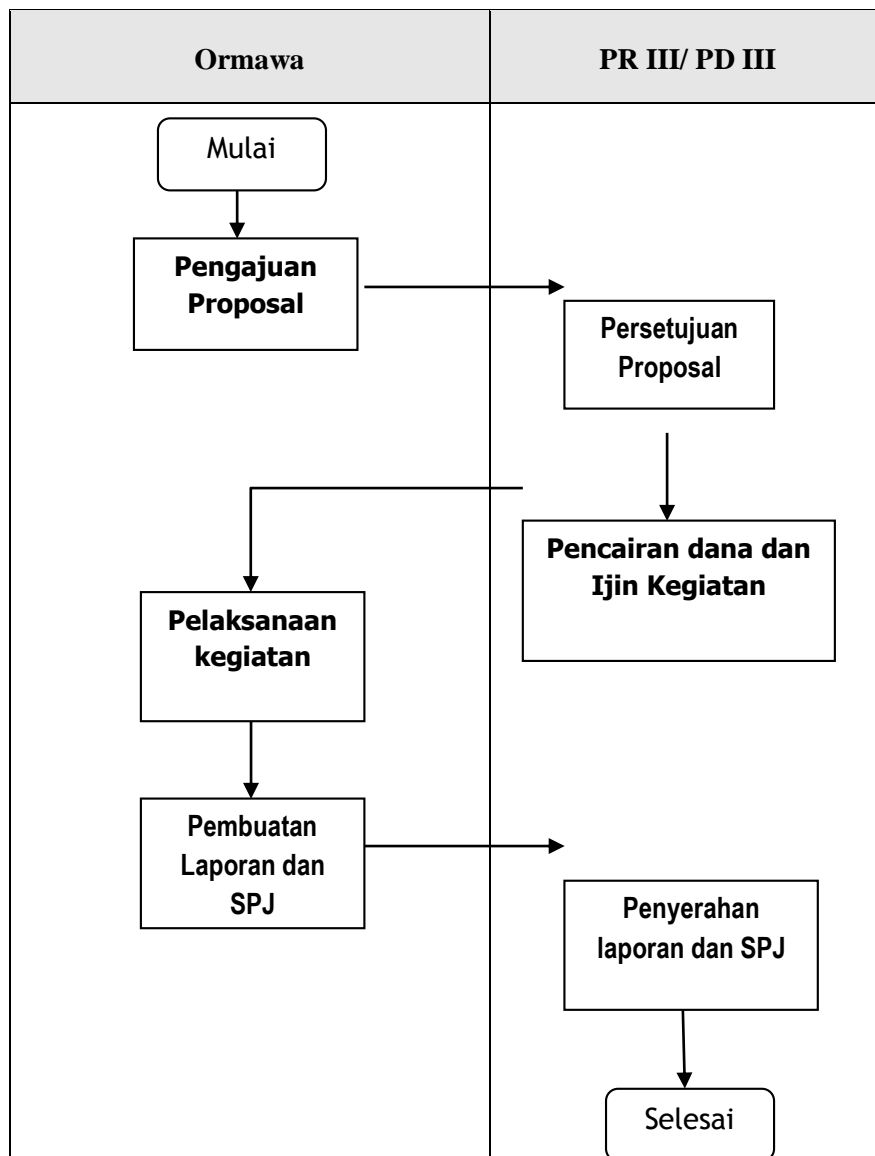 Ormawa
PR III/ PD III
Mulai
Pengajuan
Proposal
Persetujuan
Proposal
Pencairan dana dan
Ijin Kegiatan
Pelaksanaan
kegiatan
Pembuatan
Laporan dan
SPJ
Penyerahan
laporan dan SPJ
Selesai